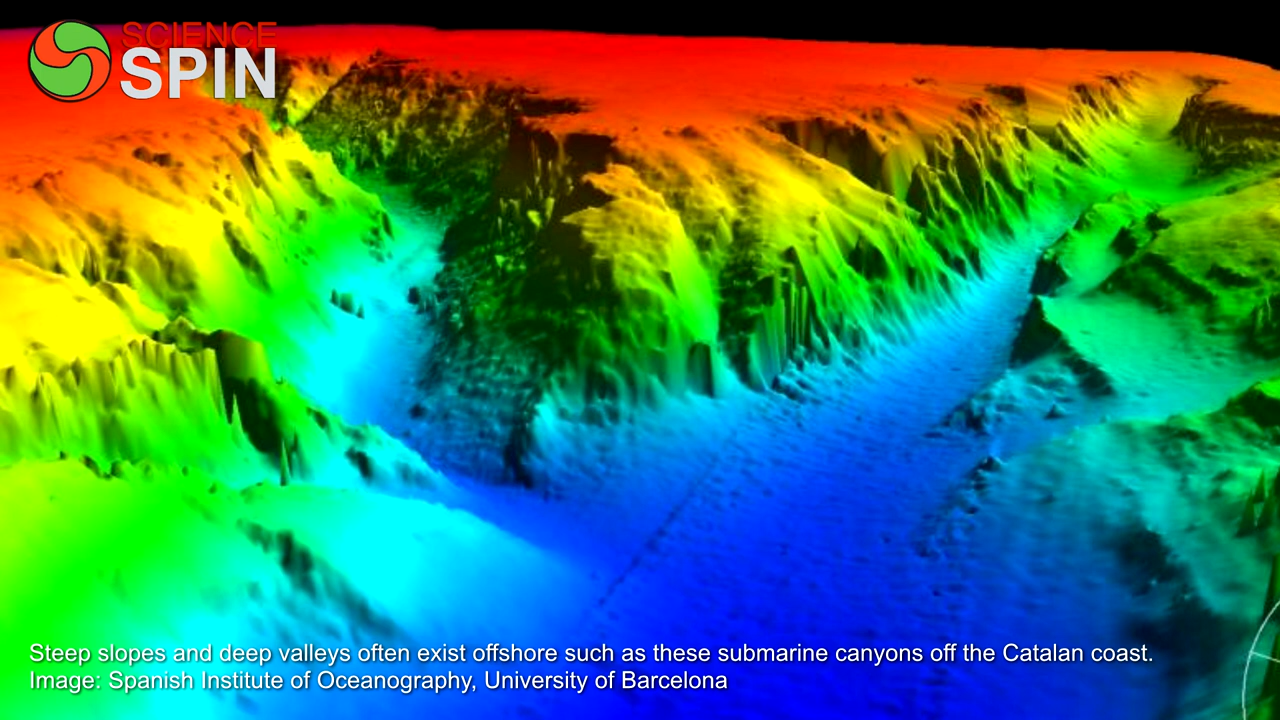 SCIENCE
SPIN
Steep slopes and deep valleys often exist offshore such as these submarine canyons off the Catalan coast.
Image: Spanish Institute of Oceanography, University of Barcelona